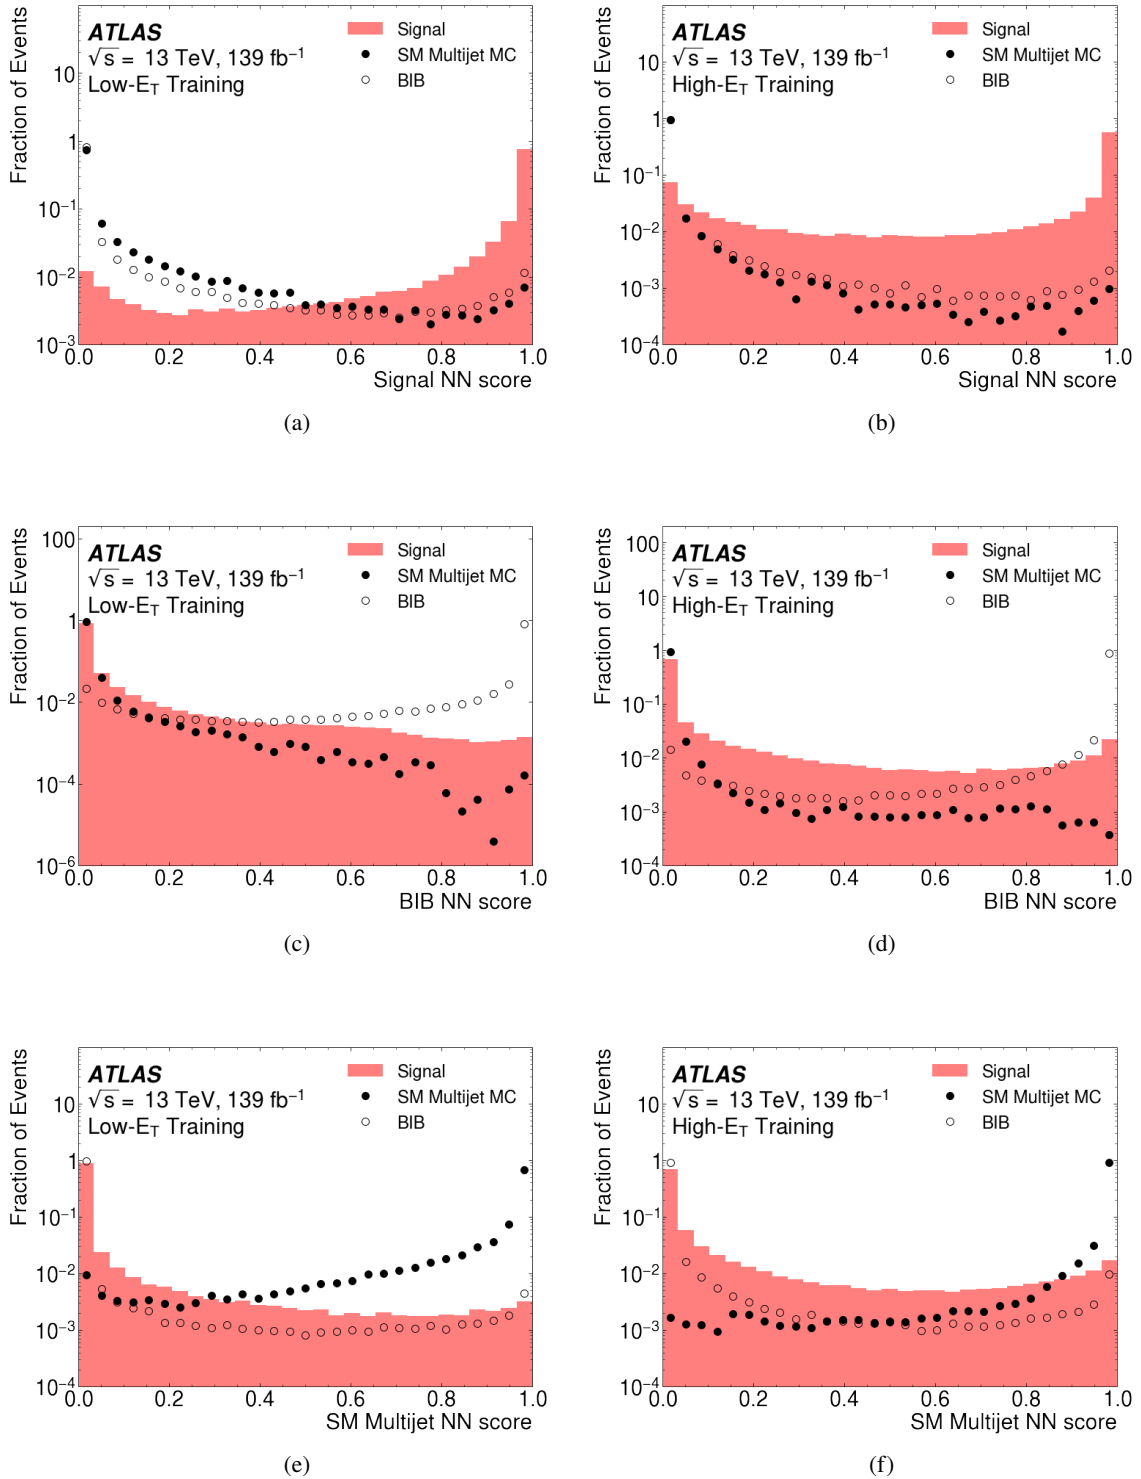 ATLAS
√s = 13 TeV, 139 fb⁻¹
Low-E_T Training
Signal
SM Multijet MC
BIB
Fraction of Events
10
1
10⁻¹
10⁻²
10⁻³
0.0 0.2 0.4 0.6 0.8 1.0
Signal NN score
(a)
ATLAS
√s = 13 TeV, 139 fb⁻¹
High-E_T Training
Signal
SM Multijet MC
BIB
Fraction of Events
10
1
10⁻¹
10⁻²
10⁻³
10⁻⁴
0.0 0.2 0.4 0.6 0.8 1.0
Signal NN score
(b)
ATLAS
√s = 13 TeV, 139 fb⁻¹
Low-E_T Training
Signal
SM Multijet MC
BIB
Fraction of Events
100
1
10⁻²
10⁻⁴
10⁻⁶
0.0 0.2 0.4 0.6 0.8 1.0
BIB NN score
(c)
ATLAS
√s = 13 TeV, 139 fb⁻¹
High-E_T Training
Signal
SM Multijet MC
BIB
Fraction of Events
100
10
1
10⁻¹
10⁻²
10⁻³
10⁻⁴
0.0 0.2 0.4 0.6 0.8 1.0
BIB NN score
(d)
ATLAS
√s = 13 TeV, 139 fb⁻¹
Low-E_T Training
Signal
SM Multijet MC
BIB
Fraction of Events
10
1
10⁻¹
10⁻²
10⁻³
10⁻⁴
0.0 0.2 0.4 0.6 0.8 1.0
SM Multijet NN score
(e)
ATLAS
√s = 13 TeV, 139 fb⁻¹
High-E_T Training
Signal
SM Multijet MC
BIB
Fraction of Events
10
1
10⁻¹
10⁻²
10⁻³
10⁻⁴
0.0 0.2 0.4 0.6 0.8 1.0
SM Multijet NN score
(f)